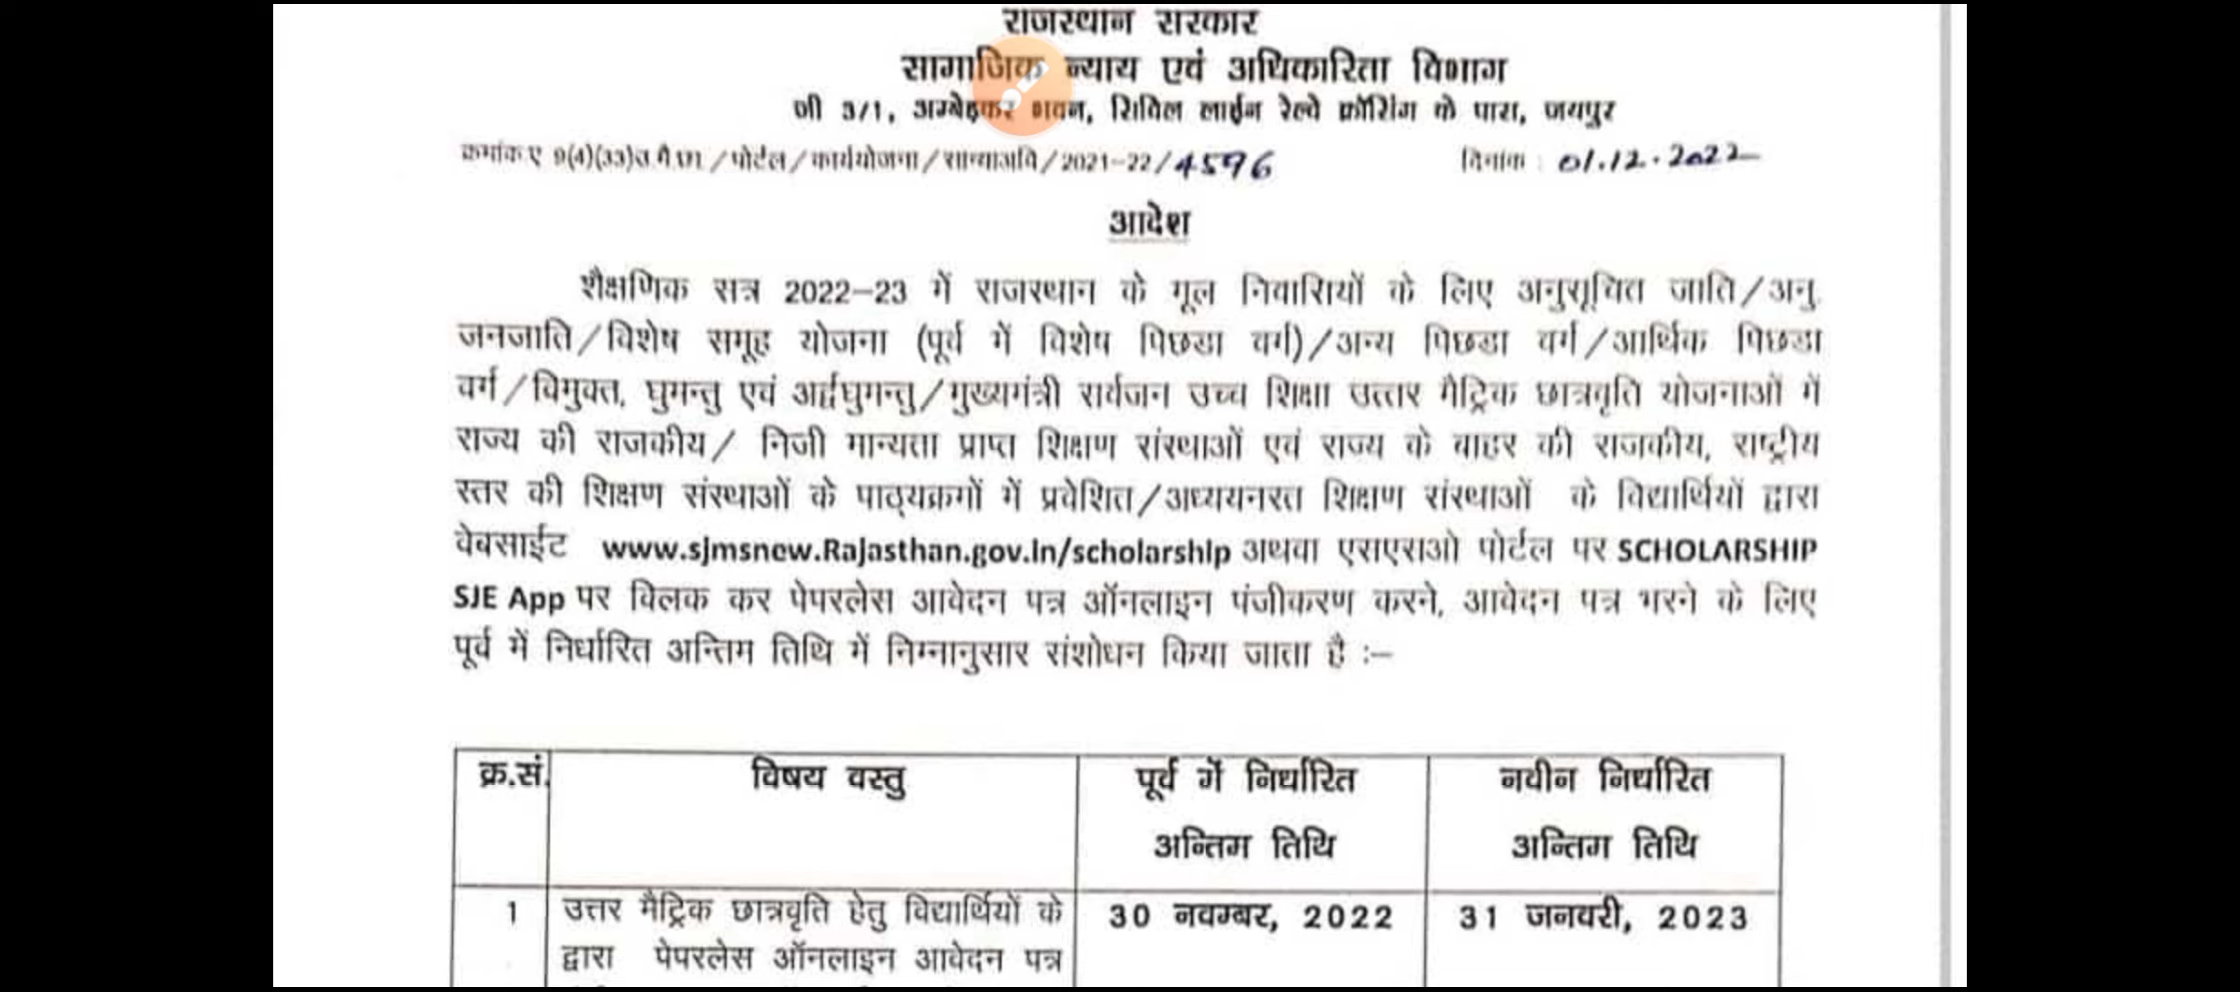 राजस्थान सरकार
सामाजिक न्याय एवं अधिकारिता विभाग
जी 3/1, अम्बेड़कर भवन, सिविल लाईन रेल्वे क्रॉसिंग के पास, जयपुर
क्रमांक ए 9(4)(33) /पोर्टल/कार्ययोजना/सान्याअवि/2021-22/4596 दिनांक : 01.12.2022
आदेश
शैक्षणिक सत्र 2022–23 में राजस्थान के मूल निवासियों के लिए अनुसूचित जाति/अनु.
जनजाति/विशेष समूह योजना (पूर्व में विशेष पिछडा वर्ग)/अन्य पिछडा वर्ग/आर्थिक पिछडा
वर्ग/विमुक्त, घुमन्तु एवं अर्द्धघुमन्तु/मुख्यमंत्री सर्वजन उच्च शिक्षा उत्तर मैट्रिक छात्रवृति योजनाओं में
राज्य की राजकीय/ निजी मान्यता प्राप्त शिक्षण संस्थाओं एवं राज्य के बाहर की राजकीय, राष्ट्रीय
स्तर की शिक्षण संस्थाओं के पाठ्यक्रमों में प्रवेशित/अध्ययनरत शिक्षण संस्थाओं के विद्यार्थियों द्वारा
वेबसाईट www.sjmsnew.Rajasthan.gov.in/scholarship अथवा एसएसओ पोर्टल पर SCHOLARSHIP
SJE App पर क्लिक कर पेपरलेस आवेदन पत्र ऑनलाइन पंजीकरण करने, आवेदन पत्र भरने के लिए
पूर्व में निर्धारित अन्तिम तिथि में निम्नानुसार संशोधन किया जाता है :–
क्र.सं. विषय वस्तु पूर्व में निर्धारित नवीन निर्धारित
अन्तिम तिथि अन्तिम तिथि
1 उत्तर मैट्रिक छात्रवृति हेतु विद्यार्थियों के 30 नवम्बर, 2022 31 जनवरी, 2023
द्वारा पेपरलेस ऑनलाइन आवेदन पत्र